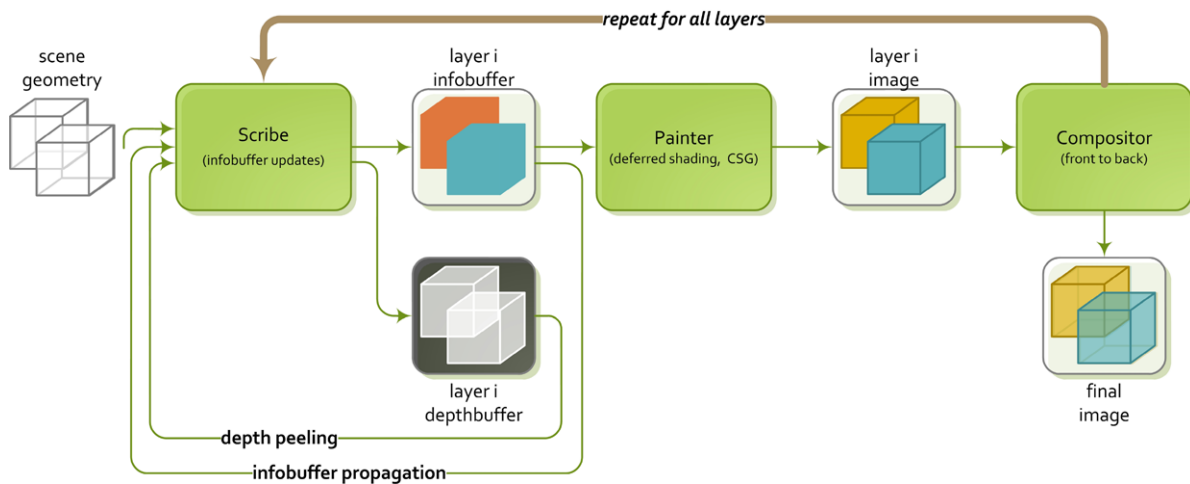 repeat for all layers
scene
geometry
layer i
infobuffer
layer i
image
Scribe
(infobuffer updates)
Painter
(deferred shading, CSG)
Compositor
(front to back)
layer i
depthbuffer
final
image
depth peeling
infobuffer propagation